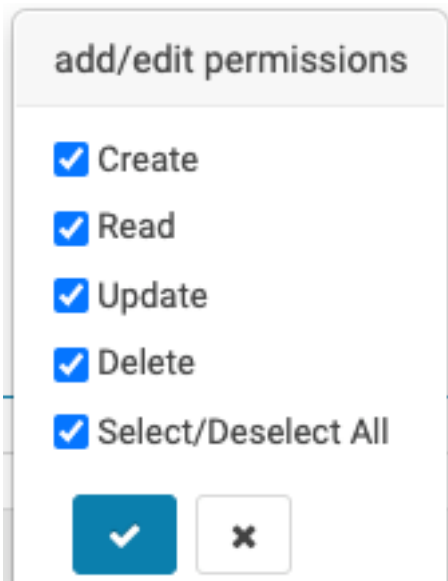 add/edit permissions
Create
Read
Update
Delete
Select/Deselect All